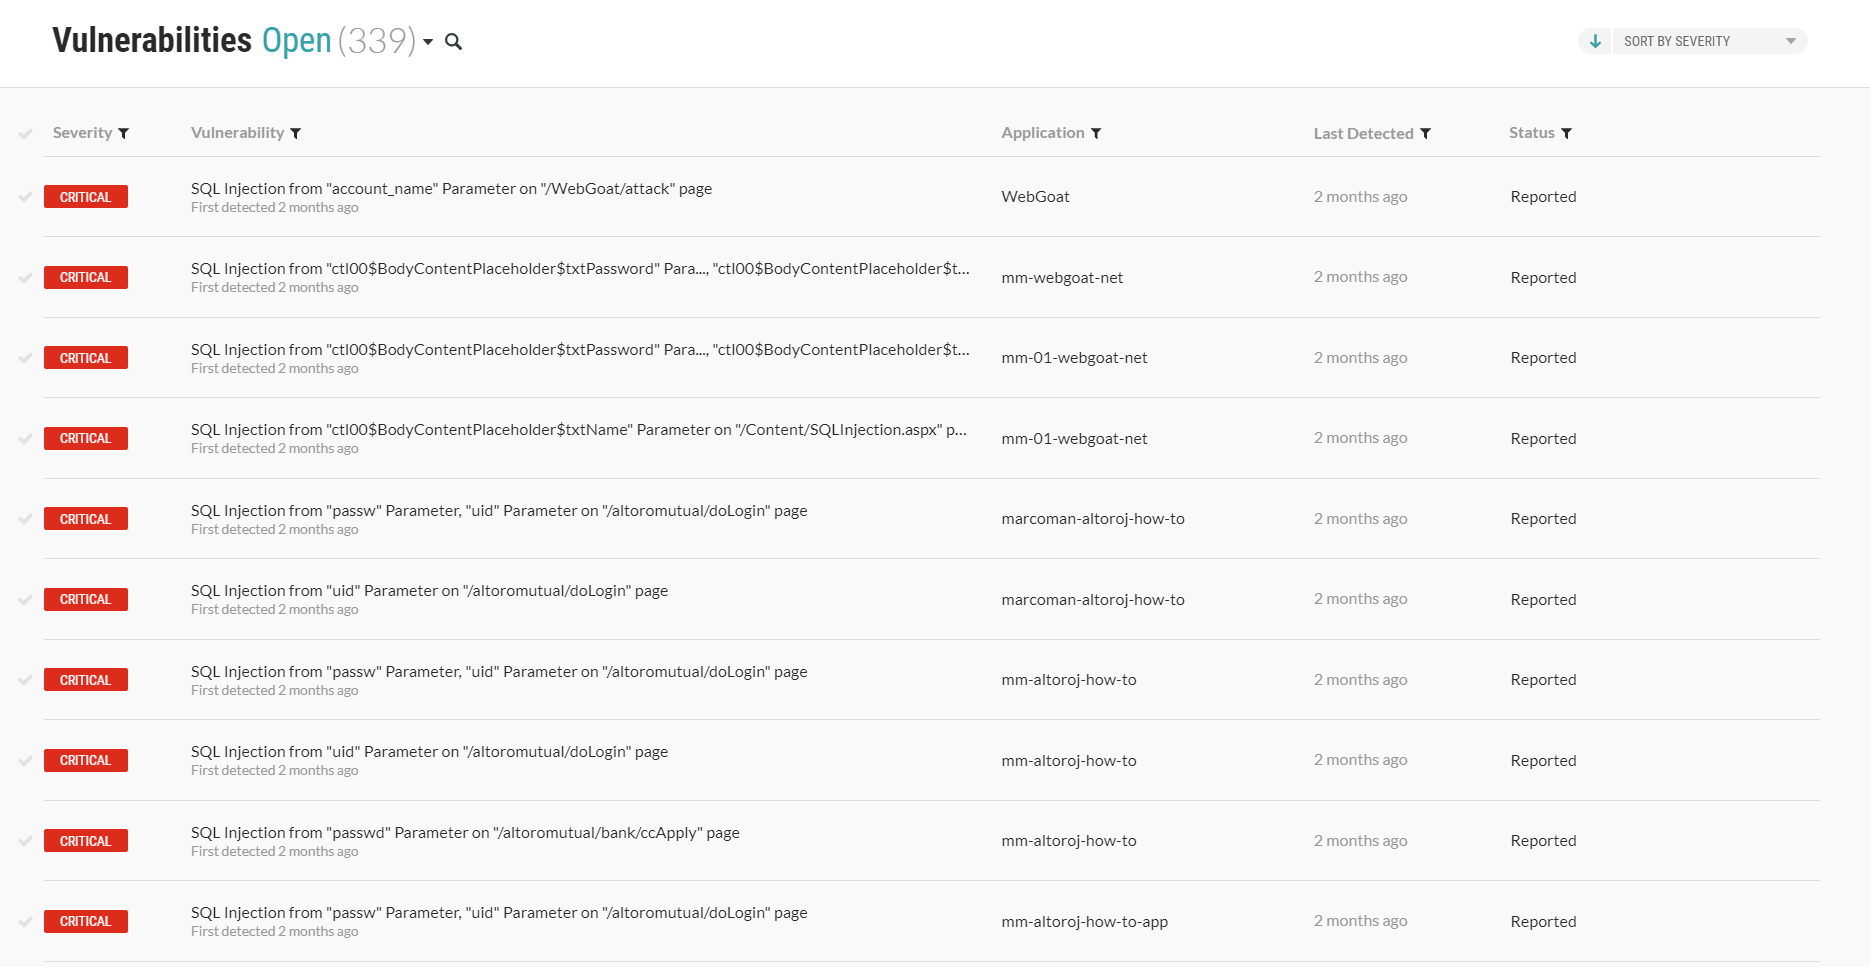 Vulnerabilities Open (339)
SORT BY SEVERITY
Severity Vulnerability Application Last Detected Status
CRITICAL SQL Injection from "account_name" Parameter on "/WebGoat/attack" page WebGoat 2 months ago Reported
First detected 2 months ago
CRITICAL SQL Injection from "ctl00$BodyContentPlaceholder$txtPassword" Para..., "ctl00$BodyContentPlaceholder$t... mm-webgoat-net 2 months ago Reported
First detected 2 months ago
CRITICAL SQL Injection from "ctl00$BodyContentPlaceholder$txtPassword" Para..., "ctl00$BodyContentPlaceholder$t... mm-01-webgoat-net 2 months ago Reported
First detected 2 months ago
CRITICAL SQL Injection from "ctl00$BodyContentPlaceholder$txtName" Parameter on "/Content/SQLInjection.aspx" p... mm-01-webgoat-net 2 months ago Reported
First detected 2 months ago
CRITICAL SQL Injection from "passw" Parameter, "uid" Parameter on "/altoromutual/doLogin" page marcoman-altoroj-how-to 2 months ago Reported
First detected 2 months ago
CRITICAL SQL Injection from "uid" Parameter on "/altoromutual/doLogin" page marcoman-altoroj-how-to 2 months ago Reported
First detected 2 months ago
CRITICAL SQL Injection from "passw" Parameter, "uid" Parameter on "/altoromutual/doLogin" page mm-altoroj-how-to 2 months ago Reported
First detected 2 months ago
CRITICAL SQL Injection from "uid" Parameter on "/altoromutual/doLogin" page mm-altoroj-how-to 2 months ago Reported
First detected 2 months ago
CRITICAL SQL Injection from "passwd" Parameter on "/altoromutual/bank/ccApply" page mm-altoroj-how-to 2 months ago Reported
First detected 2 months ago
CRITICAL SQL Injection from "passw" Parameter, "uid" Parameter on "/altoromutual/doLogin" page mm-altoroj-how-to-app 2 months ago Reported
First detected 2 months ago